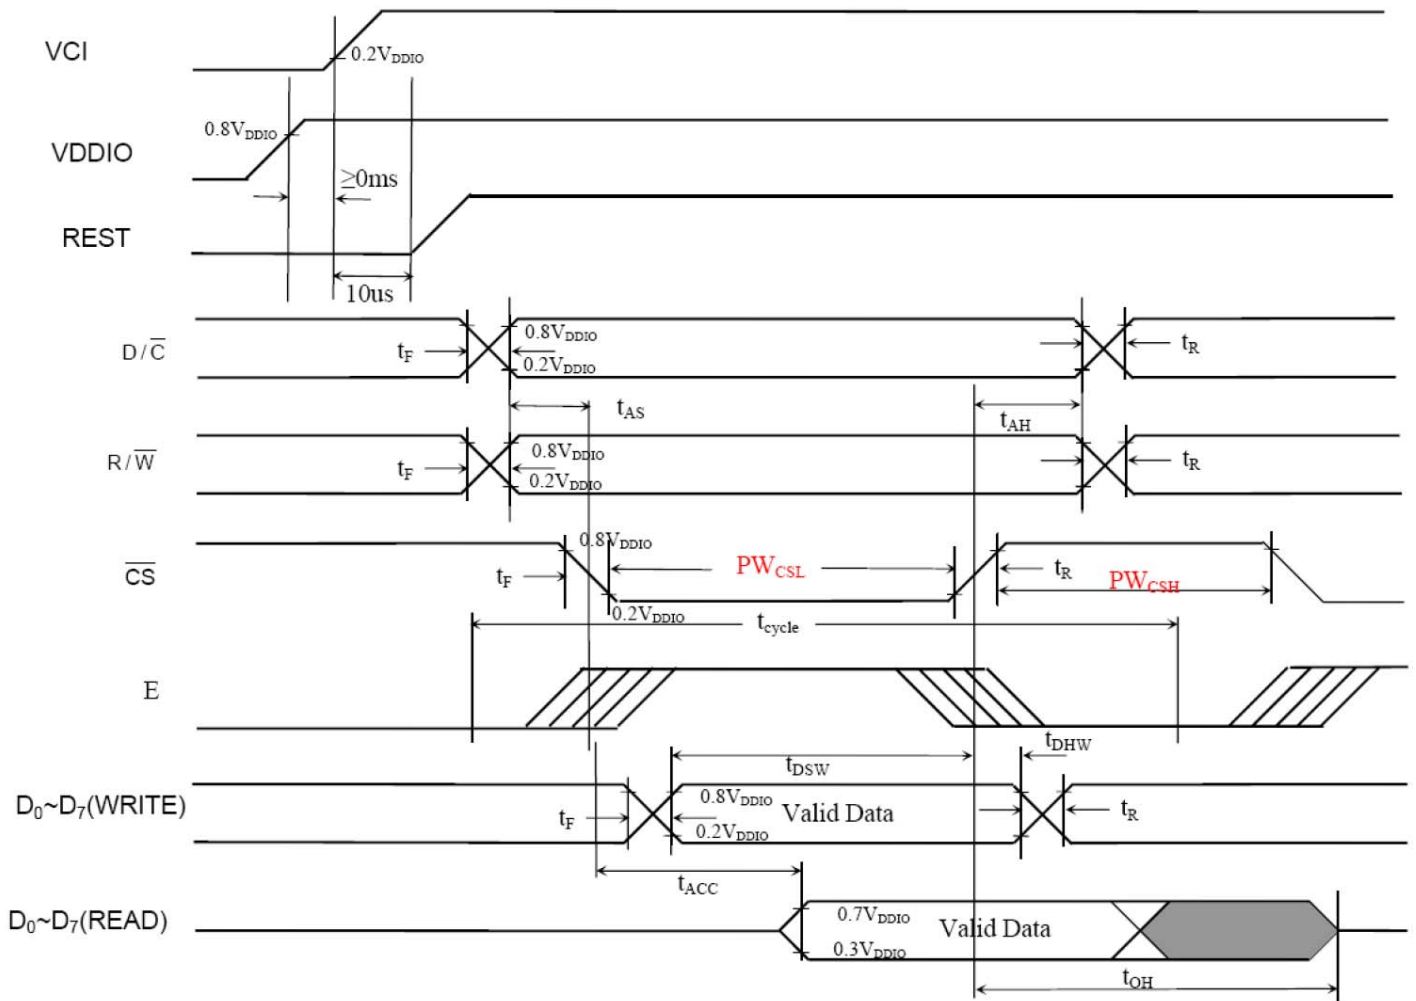 VCI
0.2VDDIO
0.8VDDIO
VDDIO
≥0ms
REST
10us
D/C̅
tF
0.8VDDIO
0.2VDDIO
tR
tAS
tAH
R/W̅
tF
0.8VDDIO
0.2VDDIO
tR
C̅S̅
0.8VDDIO
tF
PWCSL
tR
PWCSH
0.2VDDIO
tcycle
E
tDHW
tDSW
D0~D7(WRITE)
tF
0.8VDDIO
0.2VDDIO
Valid Data
tR
tACC
D0~D7(READ)
0.7VDDIO
0.3VDDIO
Valid Data
tOH